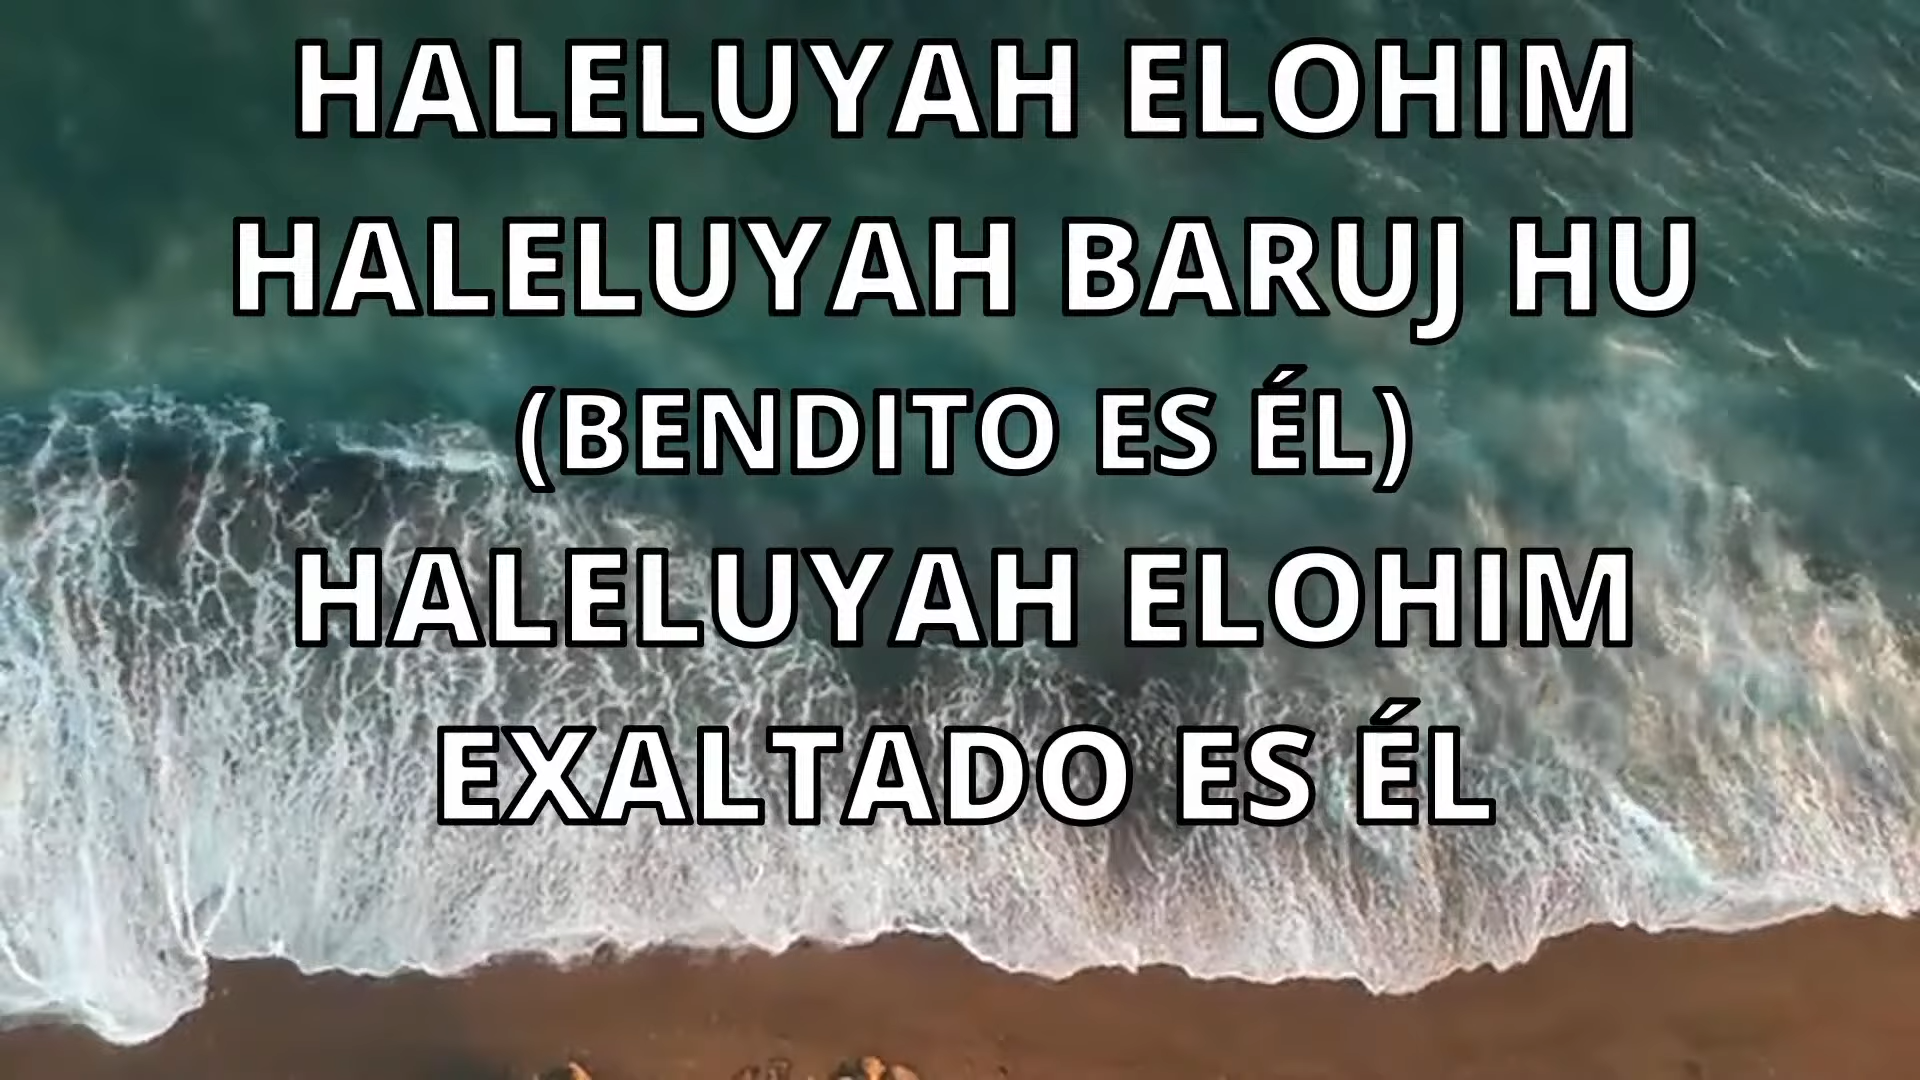 HALELUYAH ELOHIM
HALELUYAH BARUJ HU
(BENDITO ES ÉL)
HALELUYAH ELOHIM
EXALTADO ES ÉL